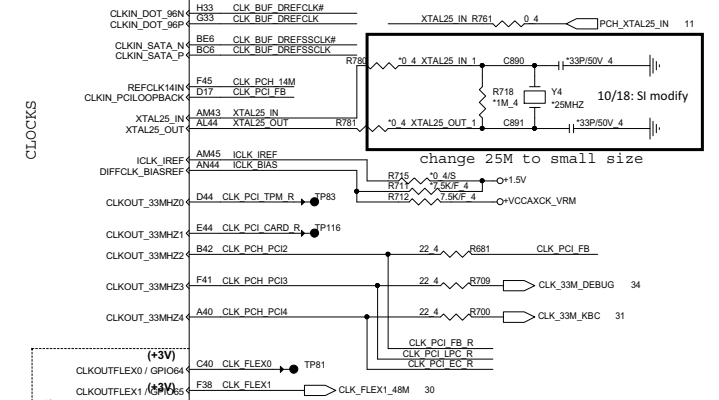 CLKIN_DOT_96N H33 CLK_BUF_DREFCLK#
CLKIN_DOT_96P G33 CLK_BUF_DREFCLK XTAL25_IN R761 0_4 PCH_XTAL25_IN 11
CLKIN_SATA_N BE6 CLK_BUF_DREFSSCLK#
CLKIN_SATA_P BC6 CLK_BUF_DREFSSCLK
R780 *0_4 XTAL25_IN_1 C890 *33P/50V_4
REFCLK14IN F45 CLK_PCH_14M
CLKIN_PCILOOPBACK D17 CLK_PCI_FB
R718 Y4
*1M_4 *25MHZ
10/18: SI modify
CLOCKS
XTAL25_IN AM43 XTAL25_IN
XTAL25_OUT AL44 XTAL25_OUT R781 *0_4 XTAL25_OUT_1 C891 *33P/50V_4
change 25M to small size
ICLK_IREF AM45 ICLK_IREF
DIFFCLK_BIASREF AN44 ICLK_BIAS
R715 *0_4/S +1.5V
R711 *7.5K/F_4
R712 7.5K/F_4 +VCCAXCK_VRM
CLKOUT_33MHZ0 D44 CLK_PCI_TPM_R TP83
CLKOUT_33MHZ1 E44 CLK_PCI_CARD_R TP116
CLKOUT_33MHZ2 B42 CLK_PCH_PCI2 22_4 R681 CLK_PCI_FB
CLKOUT_33MHZ3 F41 CLK_PCH_PCI3 22_4 R709 CLK_33M_DEBUG 34
CLKOUT_33MHZ4 A40 CLK_PCH_PCI4 22_4 R700 CLK_33M_KBC 31
CLK_PCI_FB_R
CLK_PCI_LPC_R
CLK_PCI_EC_R
(+3V)
CLKOUTFLEX0 / GPIO64 C40 CLK_FLEX0 TP81
(+3V)
CLKOUTFLEX1 / GPIO65 F38 CLK_FLEX1 CLK_FLEX1_48M 30